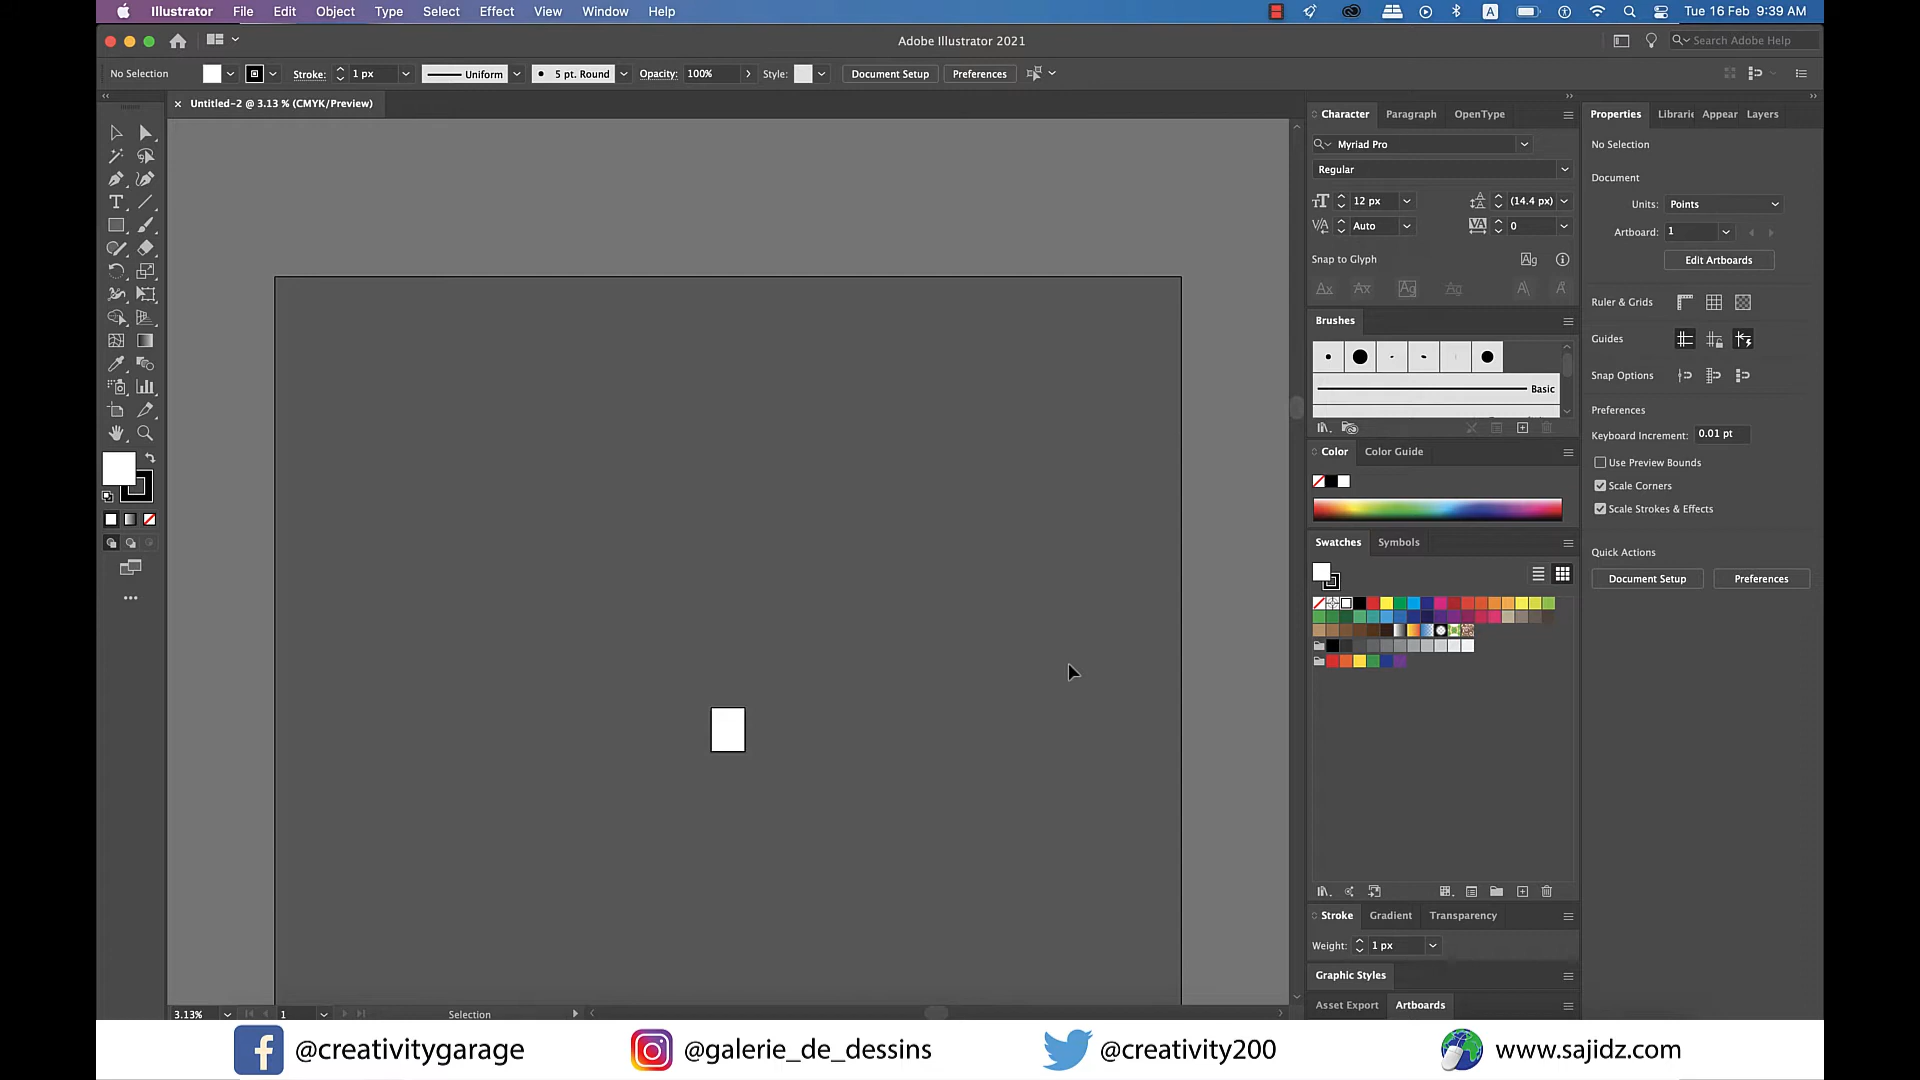 Illustrator File Edit Object Type Select Effect View Window Help A Tue 16 Feb 9:39 AM
Adobe Illustrator 2021 Search Adobe Help
No Selection Stroke: 1 px Uniform 5 pt. Round Opacity: 100% Style: Document Setup Preferences
Untitled-2 @ 3.13 % (CMYK/Preview)
Character Paragraph OpenType
Myriad Pro
Regular
12 px (14.4 px)
Auto 0
Snap to Glyph
Brushes
Basic
Color Color Guide
Swatches Symbols
Stroke Gradient Transparency
Weight: 1 px
Graphic Styles
Asset Export Artboards
Properties Librarie Appear Layers
No Selection
Document
Units: Points
Artboard: 1
Edit Artboards
Ruler & Grids
Guides
Snap Options
Preferences
Keyboard Increment: 0.01 pt
Use Preview Bounds
Scale Corners
Scale Strokes & Effects
Quick Actions
Document Setup Preferences
3.13% 1 Selection
@creativitygarage @galerie_de_dessins @creativity200 www.sajidz.com